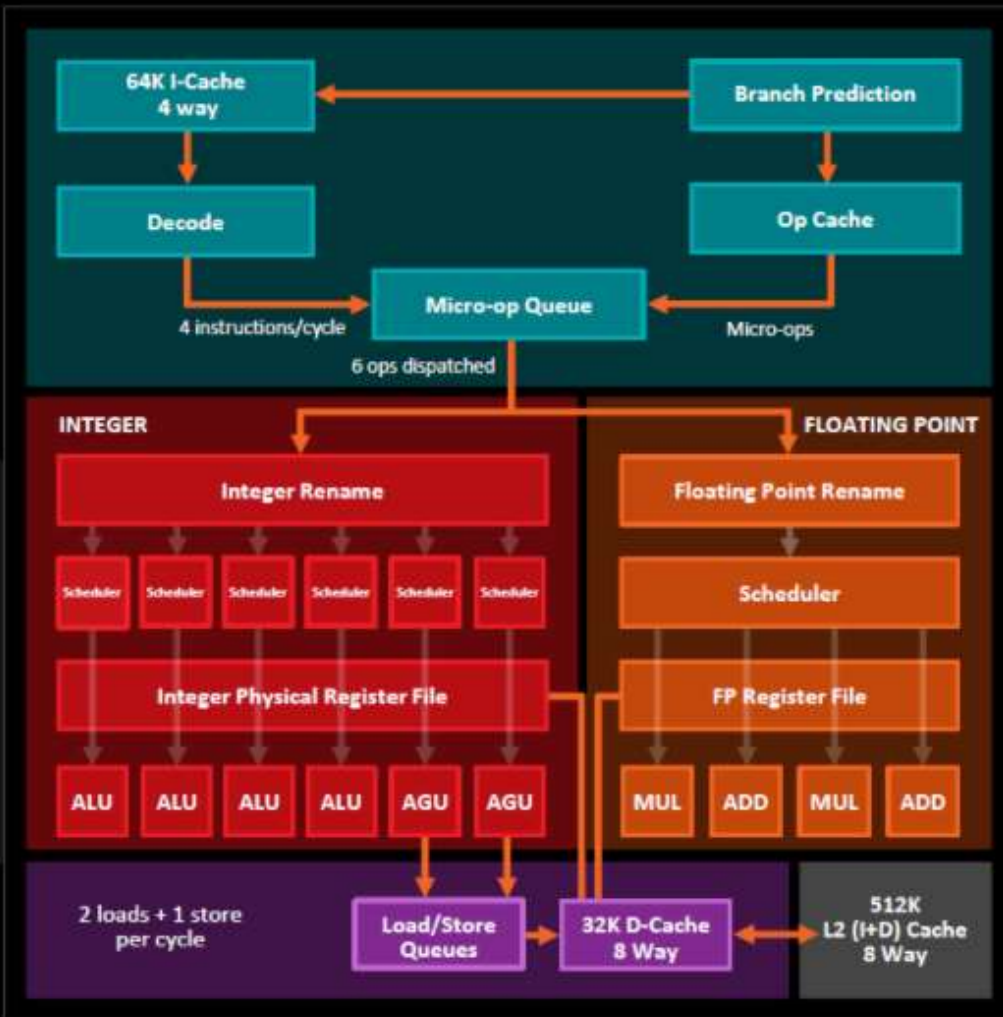 64K I-Cache
4 way
Branch Prediction
Decode
Op Cache
Micro-op Queue
4 instructions/cycle
Micro-ops
6 ops dispatched
INTEGER
FLOATING POINT
Integer Rename
Floating Point Rename
Scheduler
Scheduler
Scheduler
Scheduler
Scheduler
Scheduler
Scheduler
Integer Physical Register File
FP Register File
ALU
ALU
ALU
ALU
AGU
AGU
MUL
ADD
MUL
ADD
2 loads + 1 store
per cycle
Load/Store
Queues
32K D-Cache
8 Way
512K
L2 (I+D) Cache
8 Way